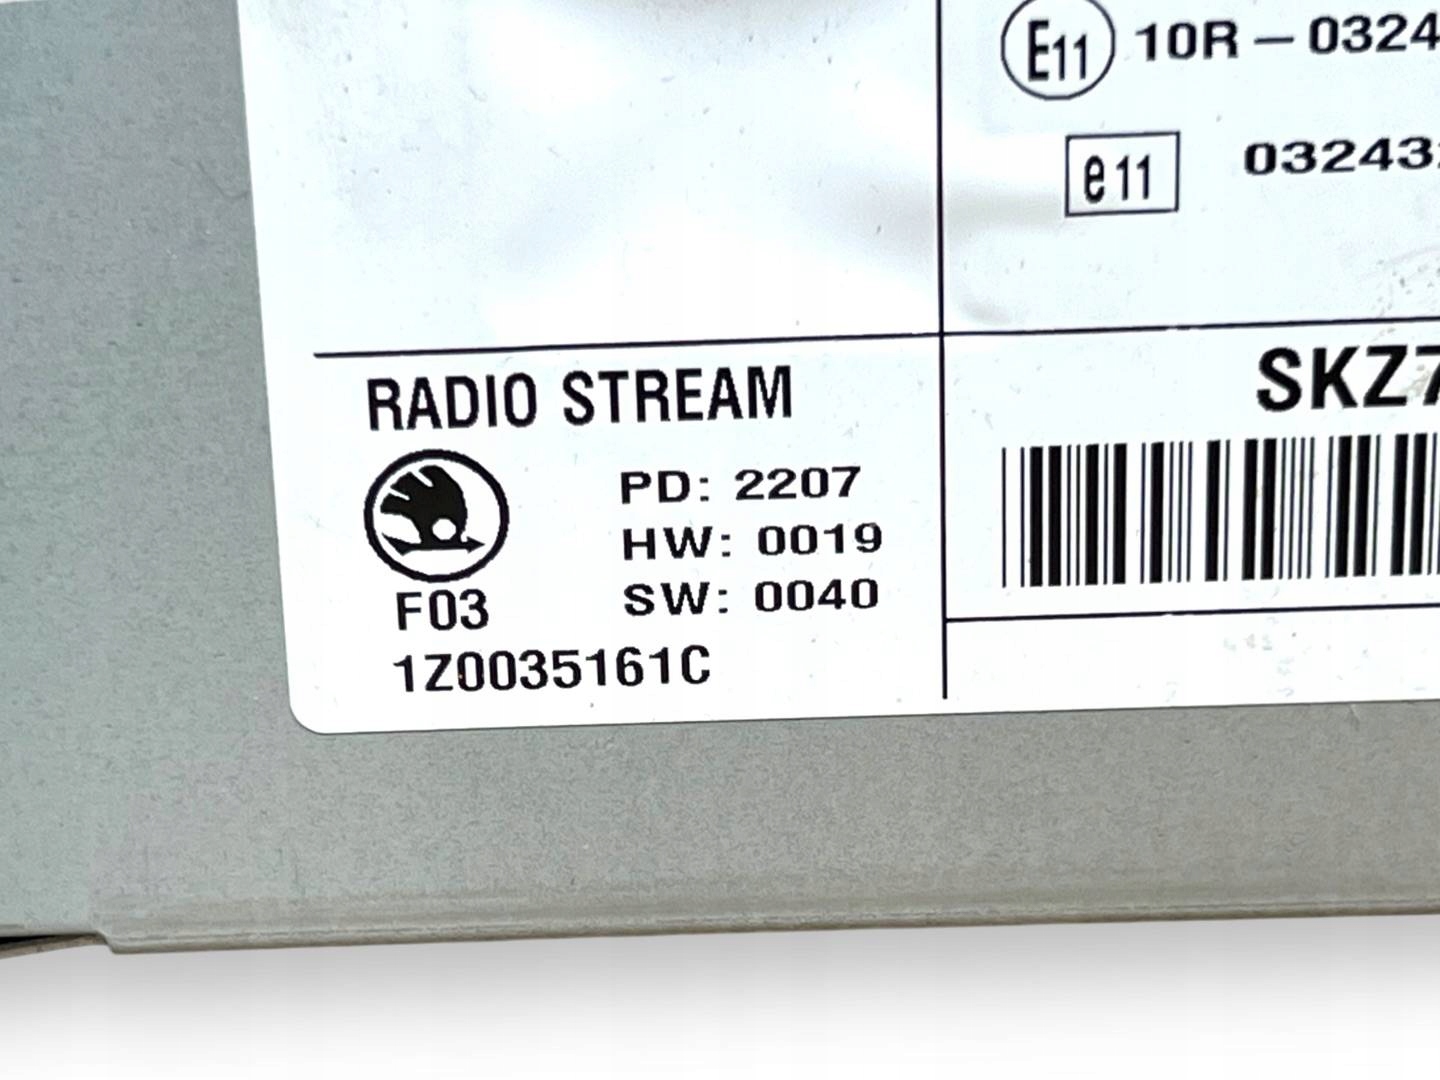 E11 10R – 0324
e11 03243
RADIO STREAM
PD: 2207
HW: 0019
SW: 0040
F03
1Z0035161C
SKZ7